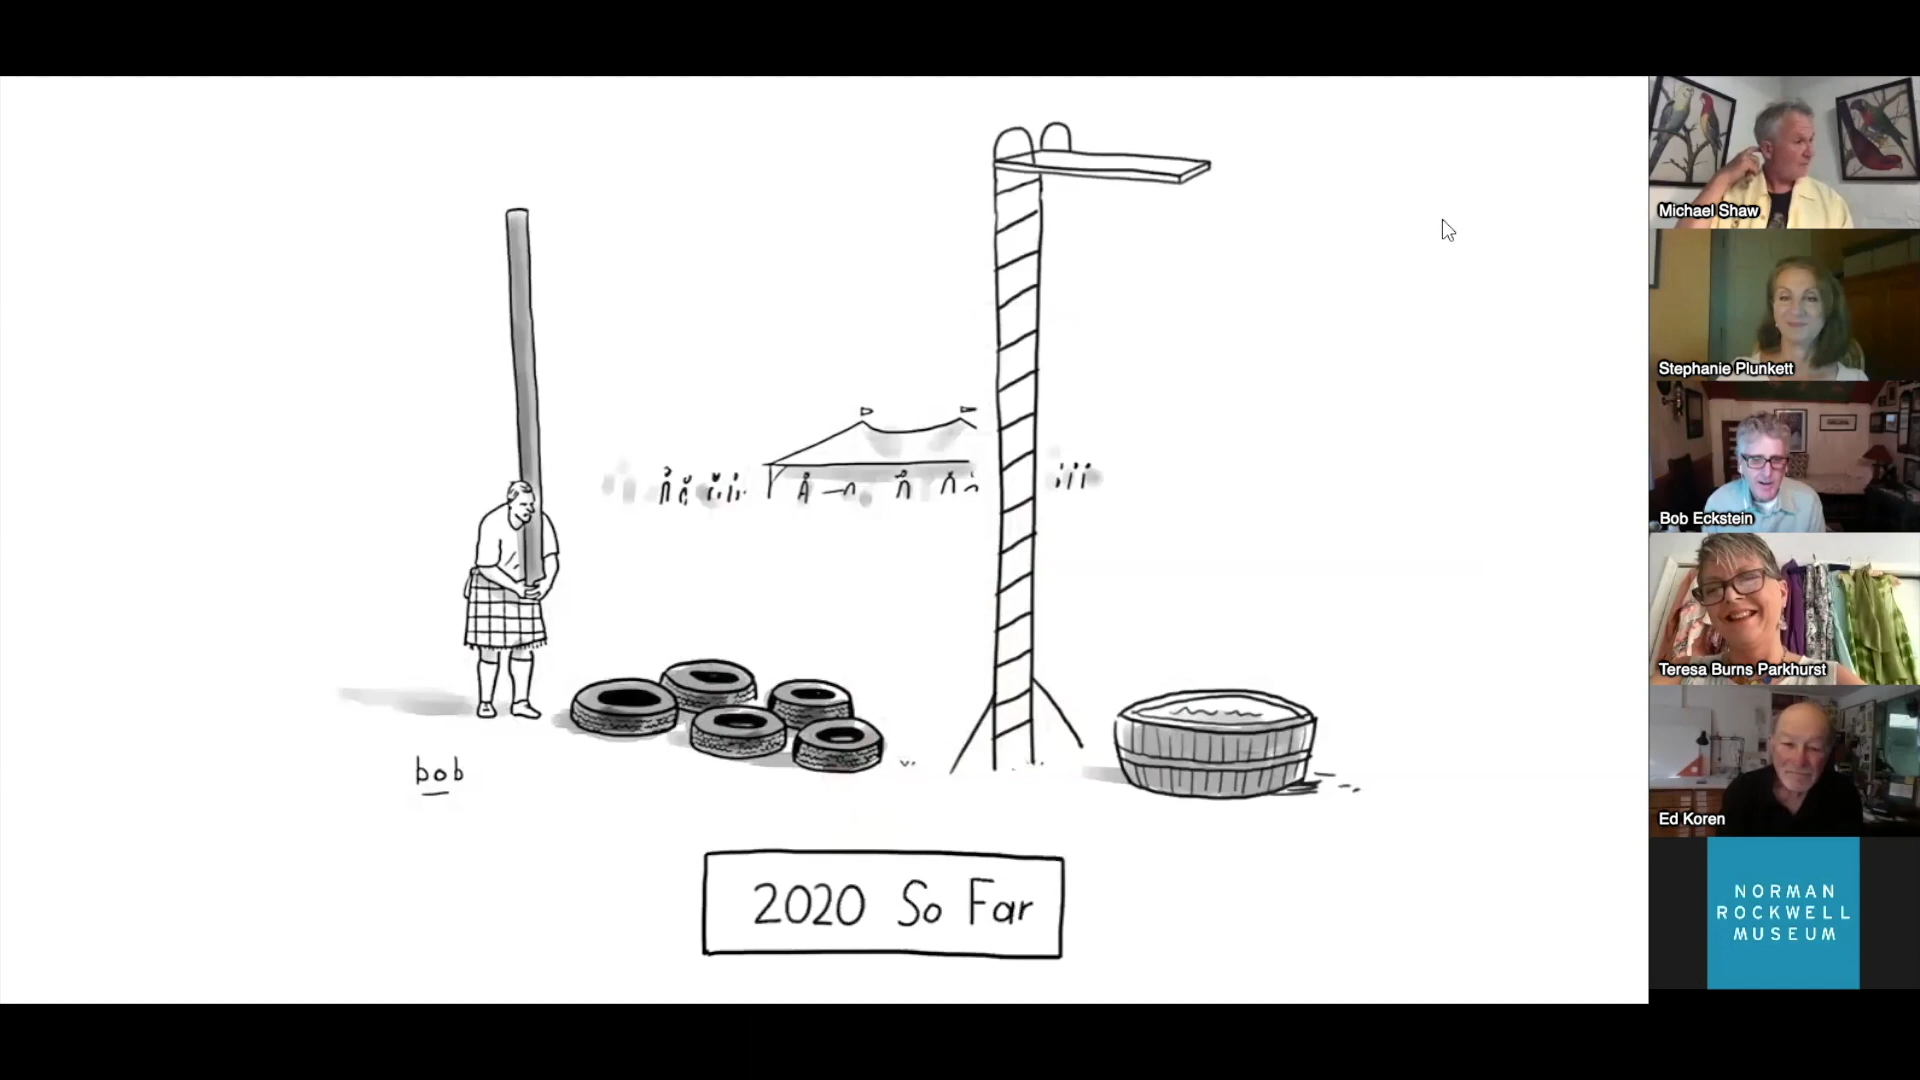 bob
2020 So Far
Michael Shaw
Stephanie Plunkett
Bob Eckstein
Teresa Burns Parkhurst
Ed Koren
NORMAN
ROCKWELL
MUSEUM